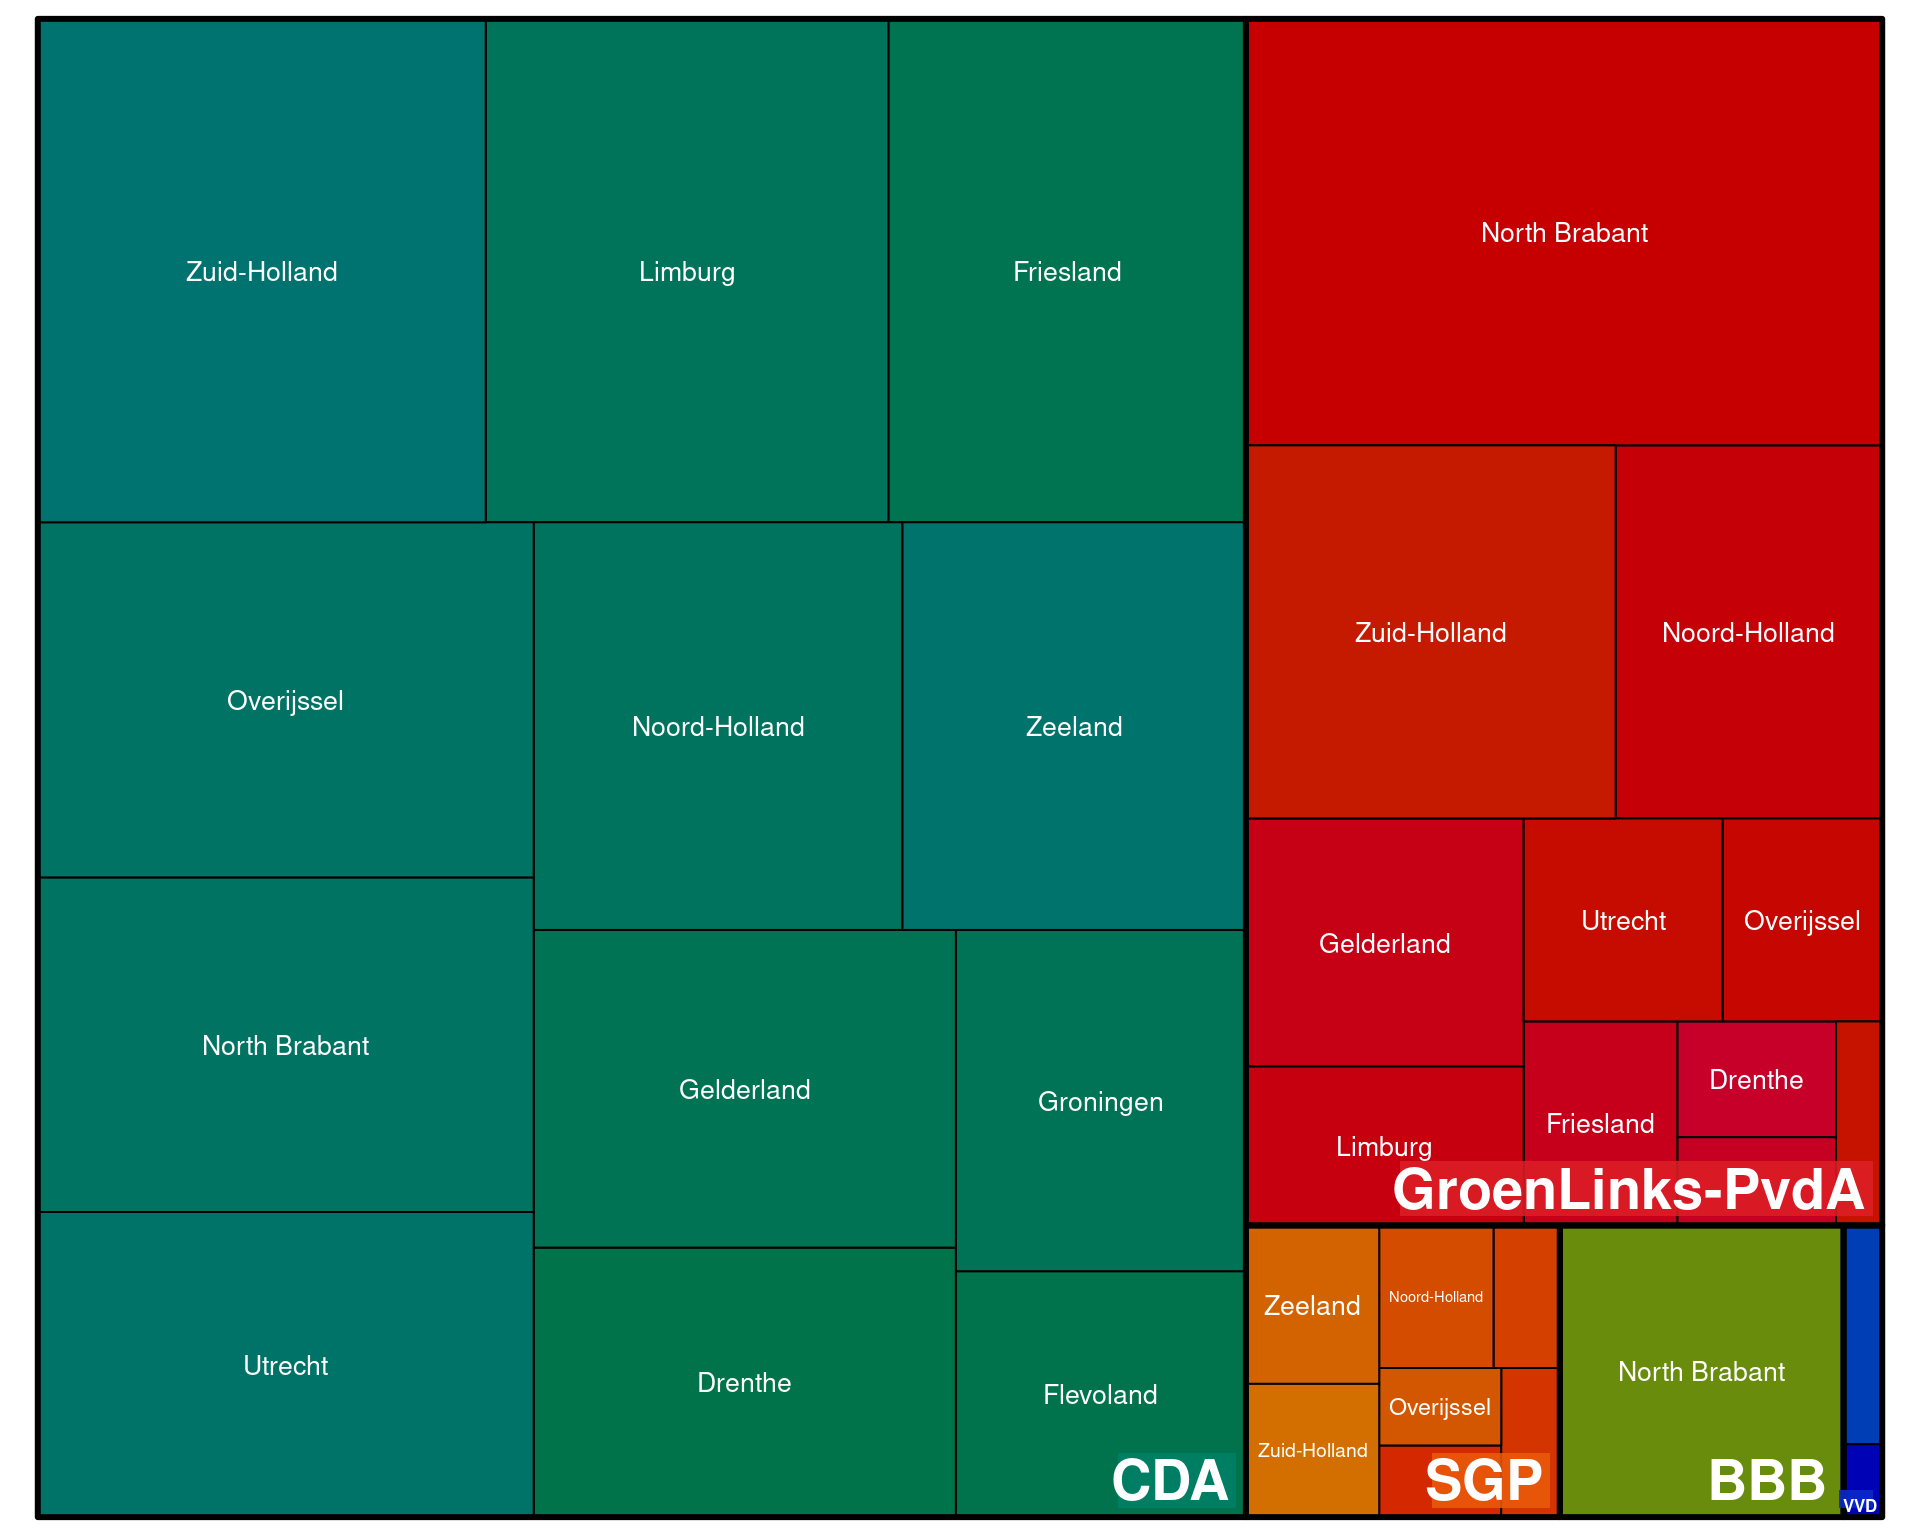 Zuid-Holland
Limburg
Friesland
Overijssel
Noord-Holland
Zeeland
North Brabant
Gelderland
Groningen
Utrecht
Drenthe
Flevoland
CDA
North Brabant
Zuid-Holland
Noord-Holland
Gelderland
Utrecht
Overijssel
Limburg
Friesland
Drenthe
GroenLinks-PvdA
Zeeland
Noord-Holland
Zuid-Holland
Overijssel
SGP
North Brabant
BBB
VVD